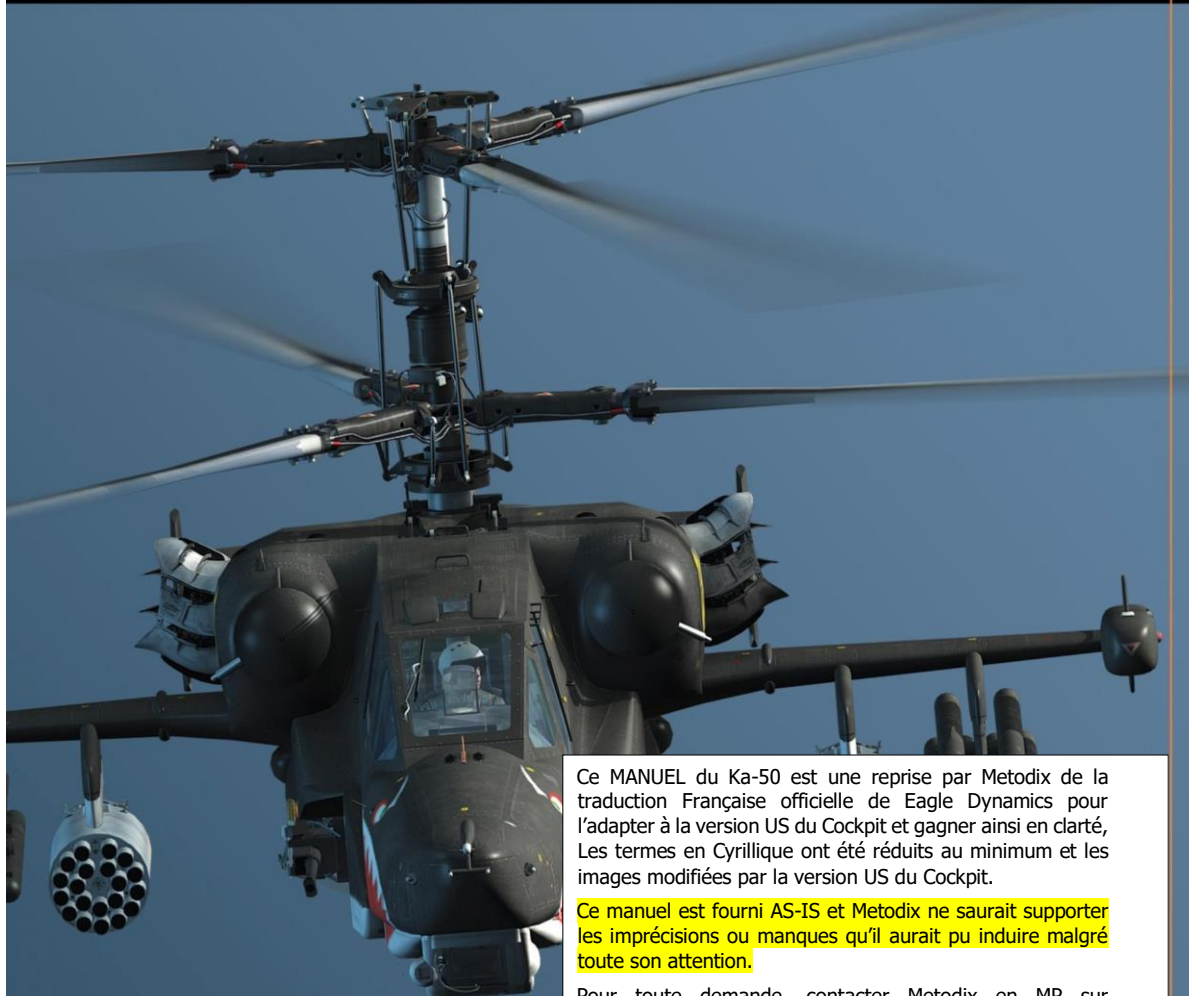 Ce MANUEL du Ka-50 est une reprise par Metodix de la
traduction Française officielle de Eagle Dynamics pour
l'adapter à la version US du Cockpit et gagner ainsi en clarté,
Les termes en Cyrillique ont été réduits au minimum et les
images modifiées par la version US du Cockpit.
Ce manuel est fourni AS-IS et Metodix ne saurait supporter
les imprécisions ou manques qu'il aurait pu induire malgré
toute son attention.
Pour toute demande, contacter Metodix en MP sur